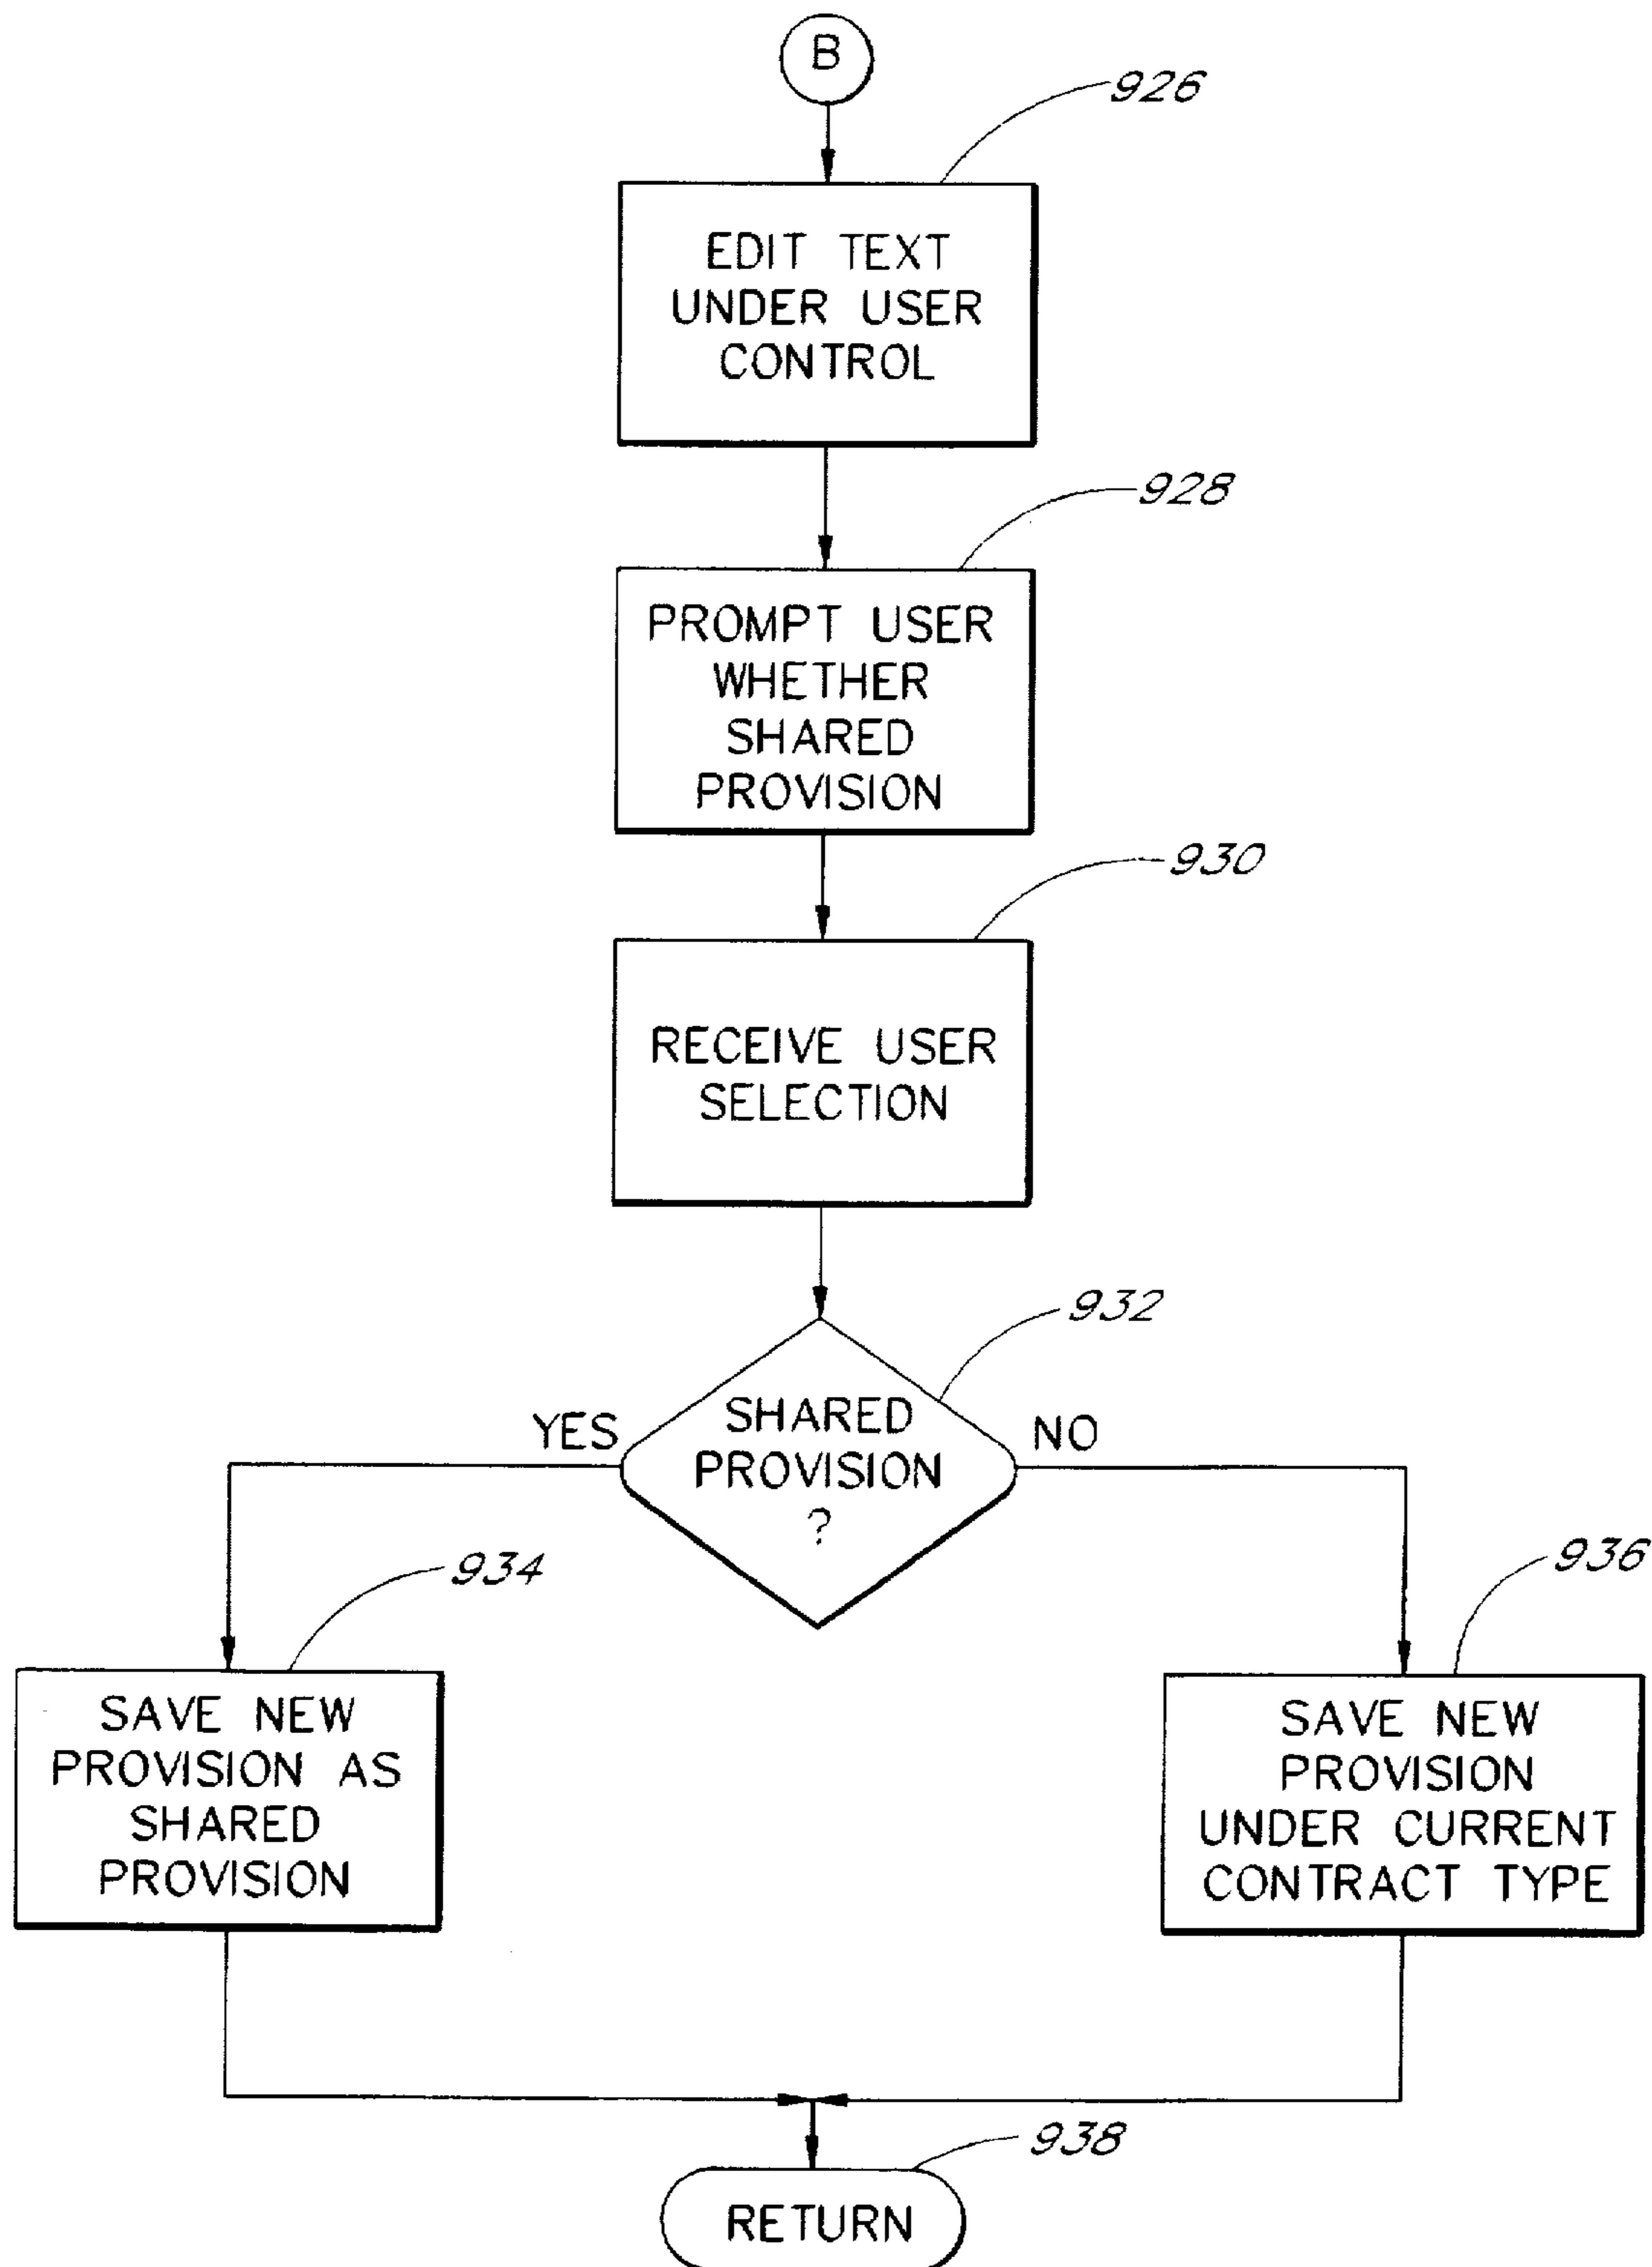 B
926
EDIT TEXT
UNDER USER
CONTROL
928
PROMPT USER
WHETHER
SHARED
PROVISION
930
RECEIVE USER
SELECTION
932
SHARED
PROVISION
?
YES
NO
934
SAVE NEW
PROVISION AS
SHARED
PROVISION
936
SAVE NEW
PROVISION
UNDER CURRENT
CONTRACT TYPE
938
RETURN